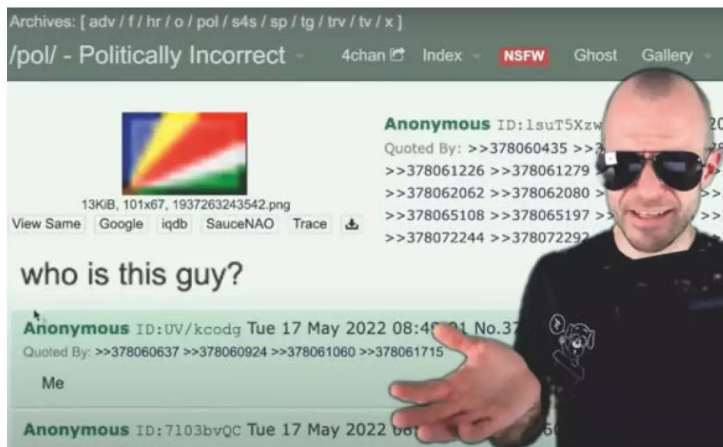 Archives: [ adv / f / hr / o / pol / s4s / sp / tg / trv / tv / x ]
/pol/ - Politically Incorrect 4chan Index NSFW Ghost Gallery
Anonymous ID:1suT5Xzw
Quoted By: >>378060435
>>378061226 >>378061279
>>378062062 >>378062080
>>378065108 >>378065197
>>378072244 >>378072292
13KiB, 101x67, 1937263243542.png
View Same Google iqdb SauceNAO Trace
who is this guy?
Anonymous ID:UV/kcodg Tue 17 May 2022
Quoted By: >>378060637 >>378060924 >>378061060 >>378061715
Me
Anonymous ID:7103bvQC Tue 17 May 2022